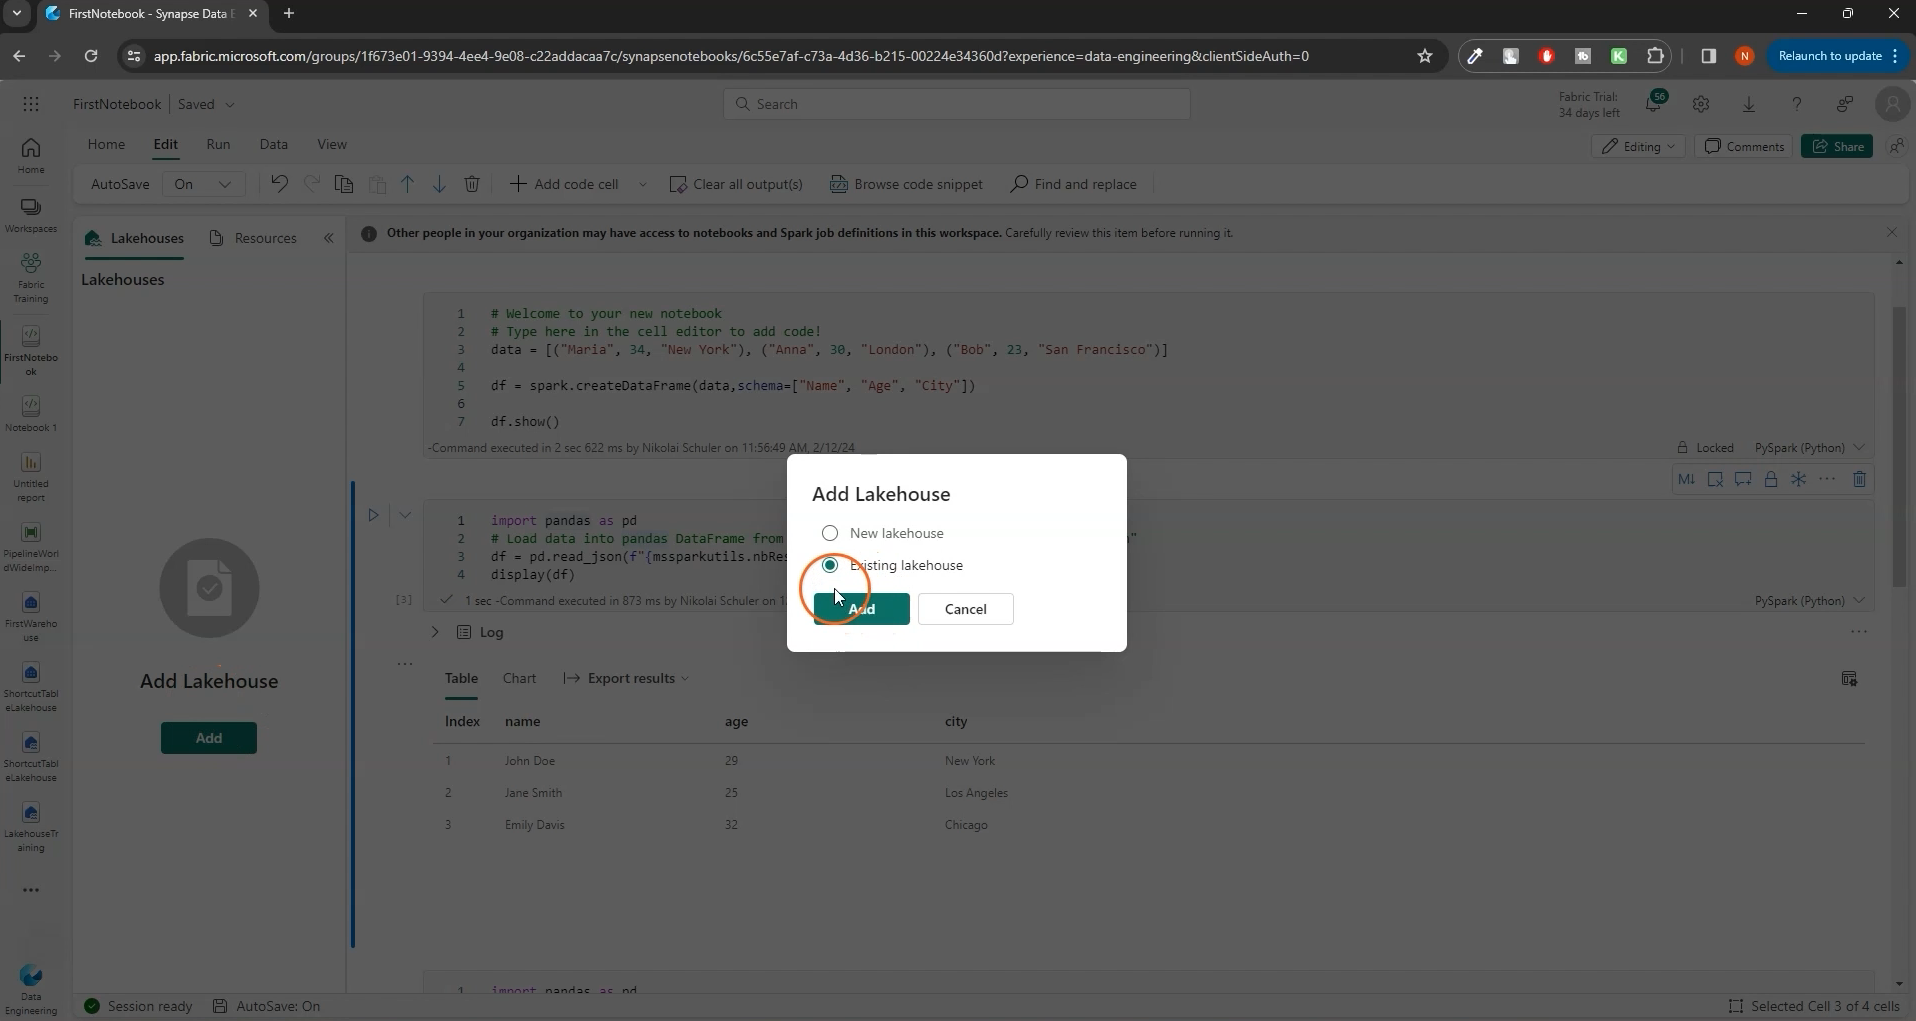 FirstNotebook - Synapse Data E
app.fabric.microsoft.com/groups/1f673e01-9394-4ee4-9e08-c22addacaa7c/synapsenotebooks/6c55e7af-c73a-4d36-b215-00224e34360d?experience=data-engineering&clientSideAuth=0
N
Relaunch to update
FirstNotebook | Saved
Search
Fabric Trial:
34 days left
56
?
Home Edit Run Data View
Editing
Comments
Share
AutoSave On
Add code cell
Clear all output(s)
Browse code snippet
Find and replace
Home
Workspaces
Fabric
Training
FirstNotebo
ok
Notebook 1
Untitled
report
PipelineWorl
dWideImp...
FirstWareho
use
ShortcutTabl
eLakehouse
ShortcutTabl
eLakehouse
LakehouseTr
aining
...
Data
Engineering
Lakehouses
Resources
Lakehouses
Add Lakehouse
Add
Other people in your organization may have access to notebooks and Spark job definitions in this workspace. Carefully review this item before running it.
1 # Welcome to your new notebook
2 # Type here in the cell editor to add code!
3 data = [("Maria", 34, "New York"), ("Anna", 30, "London"), ("Bob", 23, "San Francisco")]
4
5 df = spark.createDataFrame(data,schema=["Name", "Age", "City"])
6
7 df.show()
-Command executed in 2 sec 622 ms by Nikolai Schuler on 11:56:49 AM, 2/12/24
Locked
PySpark (Python)
M↓
...
1 import pandas as pd
2 # Load data into pandas DataFrame from
3 df = pd.read_json(f"{mssparkutils.nbRes
4 display(df)
[3]
1 sec -Command executed in 873 ms by Nikolai Schuler on 1
PySpark (Python)
Add Lakehouse
New lakehouse
Existing lakehouse
Add
Cancel
Log
...
...
Table Chart Export results
Index name age city
1 John Doe 29 New York
2 Jane Smith 25 Los Angeles
3 Emily Davis 32 Chicago
1 import pandas as pd
Session ready
AutoSave: On
Selected Cell 3 of 4 cells